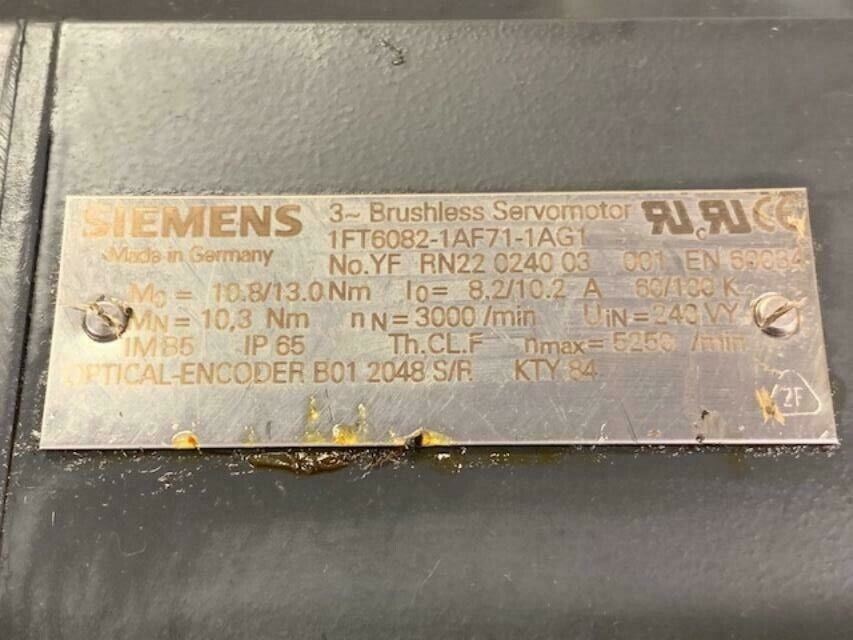 SIEMENS 3~ Brushless Servomotor
Made in Germany 1FT6082-1AF71-1AG1
No.YF RN22 0240 03 001 EN 60034
M0 = 10.8/13.0 Nm I0 = 8.2/10.2 A 60/100 K
MN = 10,3 Nm nN = 3000 /min UiN = 240 VY
IM B5 IP 65 Th.CL.F nmax = 5250 /min
OPTICAL-ENCODER B01 2048 S/R KTY 84
2F